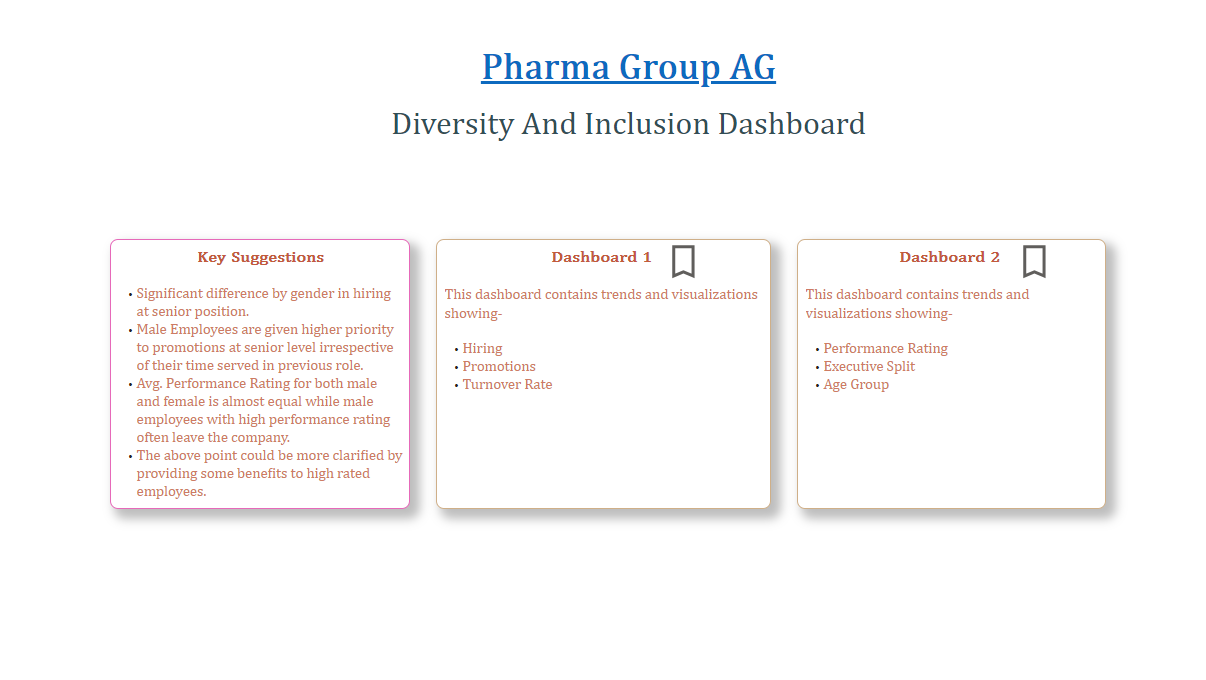 Pharma Group AG
Diversity And Inclusion Dashboard
Key Suggestions
• Significant difference by gender in hiring
at senior position.
• Male Employees are given higher priority
to promotions at senior level irrespective
of their time served in previous role.
• Avg. Performance Rating for both male
and female is almost equal while male
employees with high performance rating
often leave the company.
• The above point could be more clarified by
providing some benefits to high rated
employees.
Dashboard 1
This dashboard contains trends and visualizations
showing-
• Hiring
• Promotions
• Turnover Rate
Dashboard 2
This dashboard contains trends and
visualizations showing-
• Performance Rating
• Executive Split
• Age Group